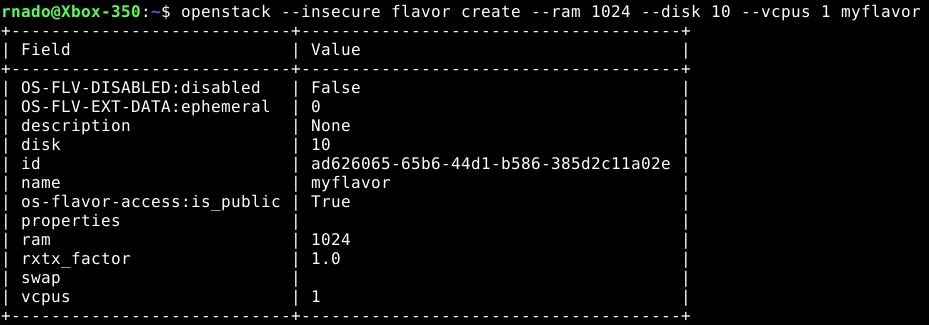 rnado@Xbox-350:~$ openstack --insecure flavor create --ram 1024 --disk 10 --vcpus 1 myflavor
+----------------------------+--------------------------------------+
| Field                      | Value                                |
+----------------------------+--------------------------------------+
| OS-FLV-DISABLED:disabled   | False                                |
| OS-FLV-EXT-DATA:ephemeral  | 0                                    |
| description                | None                                 |
| disk                       | 10                                   |
| id                         | ad626065-65b6-44d1-b586-385d2c11a02e |
| name                       | myflavor                             |
| os-flavor-access:is_public | True                                 |
| properties                 |                                      |
| ram                        | 1024                                 |
| rxtx_factor                | 1.0                                  |
| swap                       |                                      |
| vcpus                      | 1                                    |
+----------------------------+--------------------------------------+